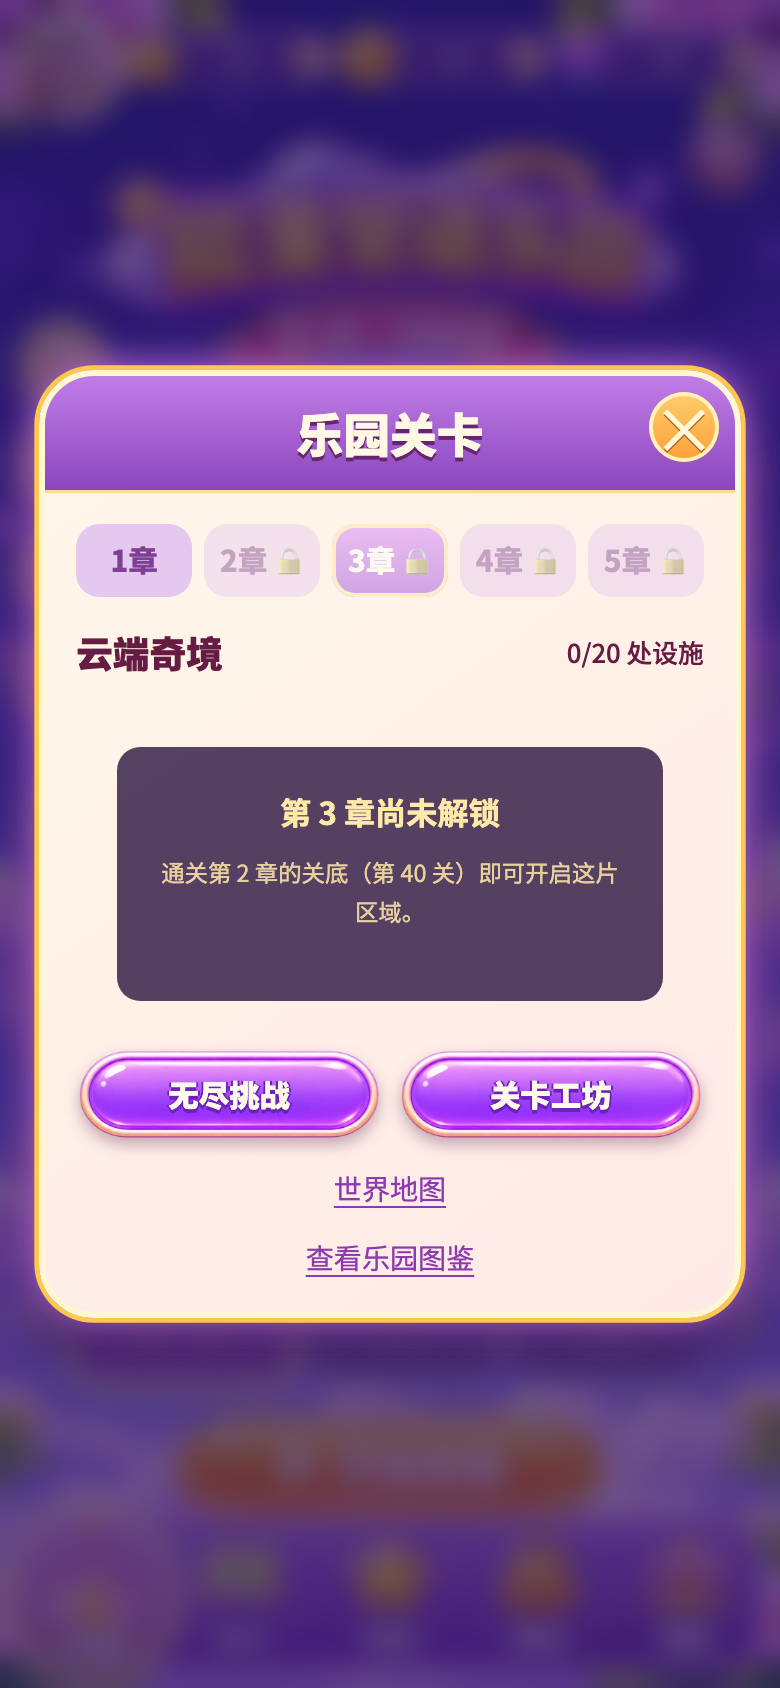 乐园关卡
1章 2章 3章 4章 5章
云端奇境 0/20 处设施
第 3 章尚未解锁
通关第 2 章的关底（第 40 关）即可开启这片
区域。
无尽挑战 关卡工坊
世界地图
查看乐园图鉴